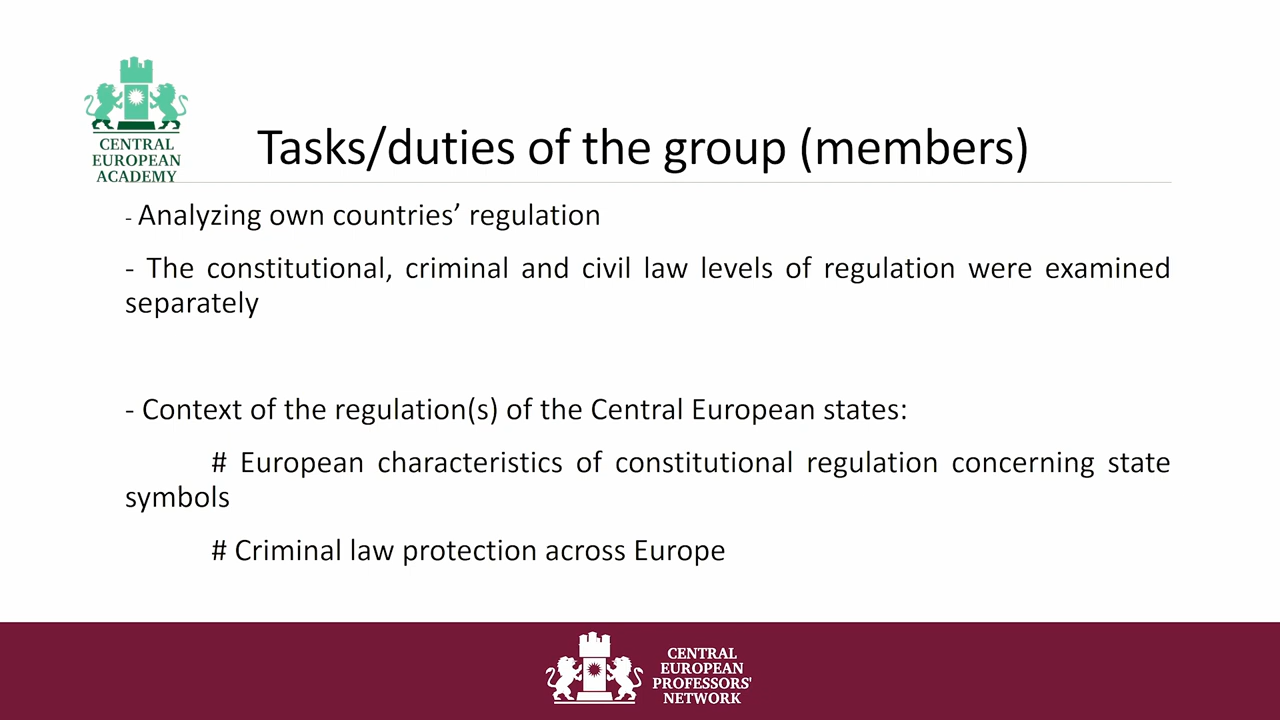 CENTRAL
EUROPEAN
ACADEMY
Tasks/duties of the group (members)
- Analyzing own countries’ regulation
- The constitutional, criminal and civil law levels of regulation were examined
separately
- Context of the regulation(s) of the Central European states:
# European characteristics of constitutional regulation concerning state
symbols
# Criminal law protection across Europe
CENTRAL
EUROPEAN
PROFESSORS'
NETWORK